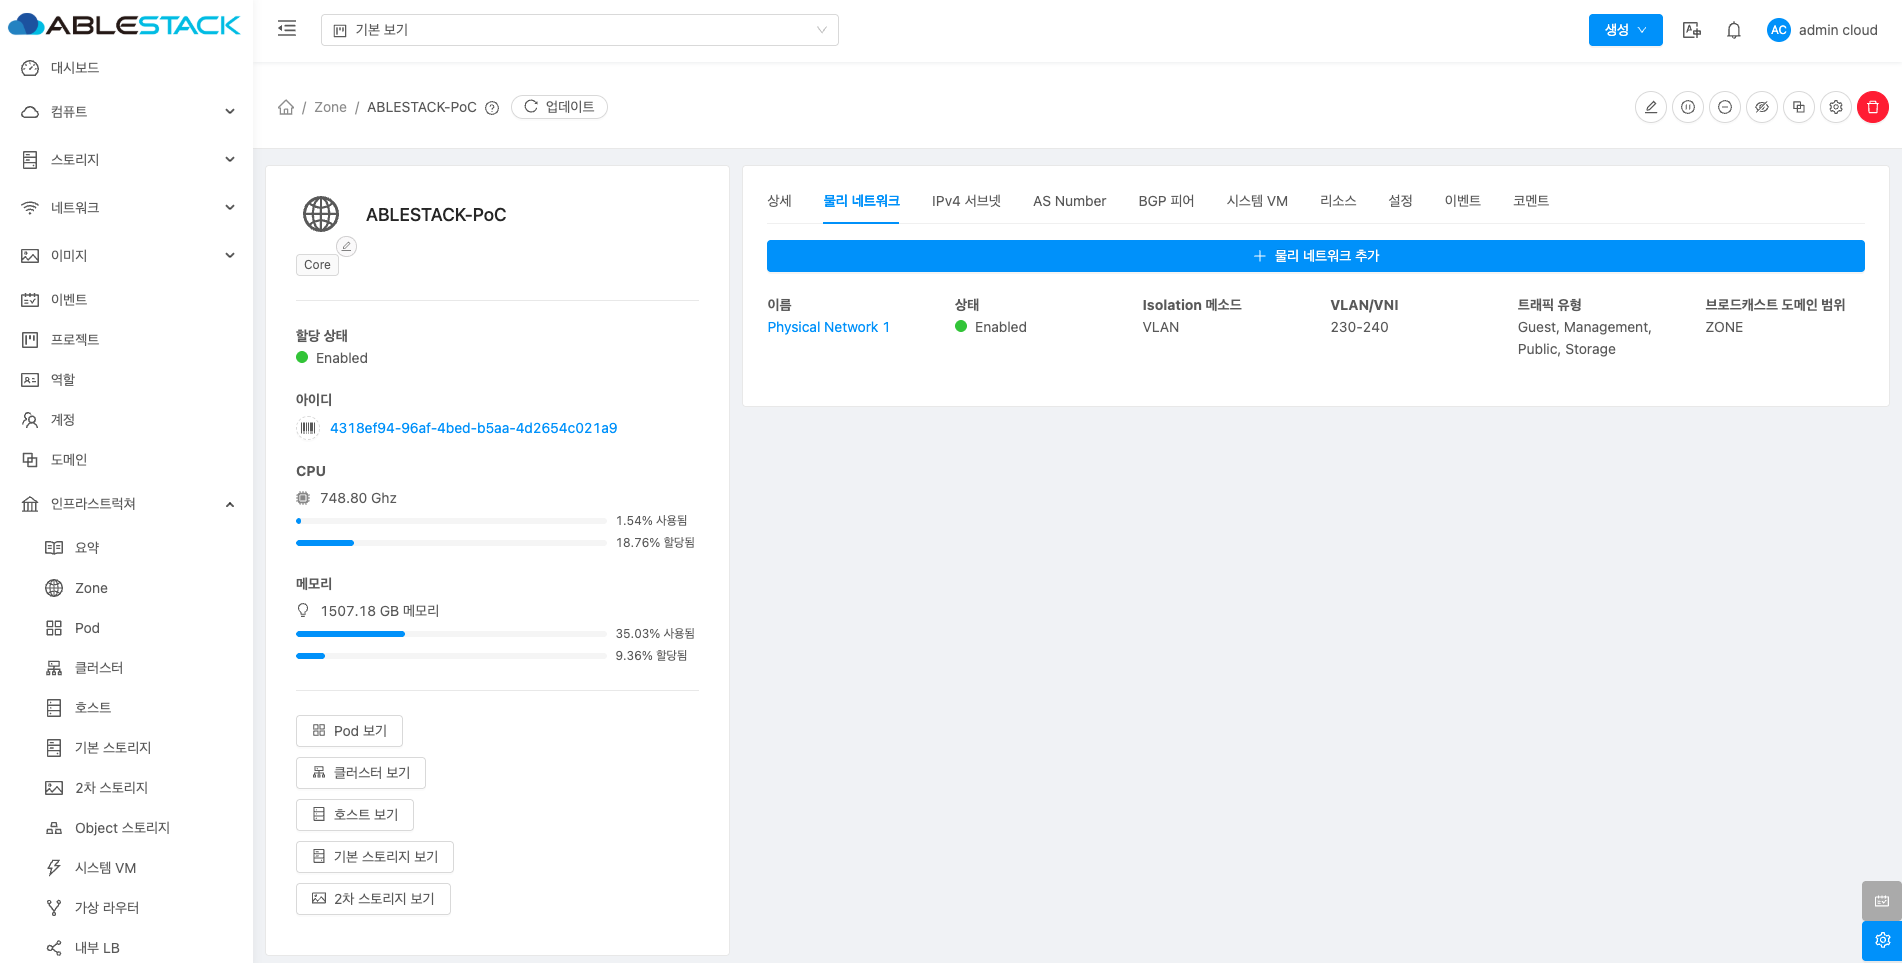 ABLESTACK
기본 보기
생성
AC
admin cloud
대시보드
컴퓨트
스토리지
네트워크
이미지
이벤트
프로젝트
역할
계정
도메인
인프라스트럭쳐
요약
Zone
Pod
클러스터
호스트
기본 스토리지
2차 스토리지
Object 스토리지
시스템 VM
가상 라우터
내부 LB
/ Zone / ABLESTACK-PoC
업데이트
ABLESTACK-PoC
Core
할당 상태
Enabled
아이디
4318ef94-96af-4bed-b5aa-4d2654c021a9
CPU
748.80 Ghz
1.54% 사용됨
18.76% 할당됨
메모리
1507.18 GB 메모리
35.03% 사용됨
9.36% 할당됨
Pod 보기
클러스터 보기
호스트 보기
기본 스토리지 보기
2차 스토리지 보기
상세 물리 네트워크 IPv4 서브넷 AS Number BGP 피어 시스템 VM 리소스 설정 이벤트 코멘트
물리 네트워크 추가
이름 상태 Isolation 메소드 VLAN/VNI 트래픽 유형 브로드캐스트 도메인 범위
Physical Network 1 Enabled VLAN 230-240 Guest, Management, ZONE
Public, Storage